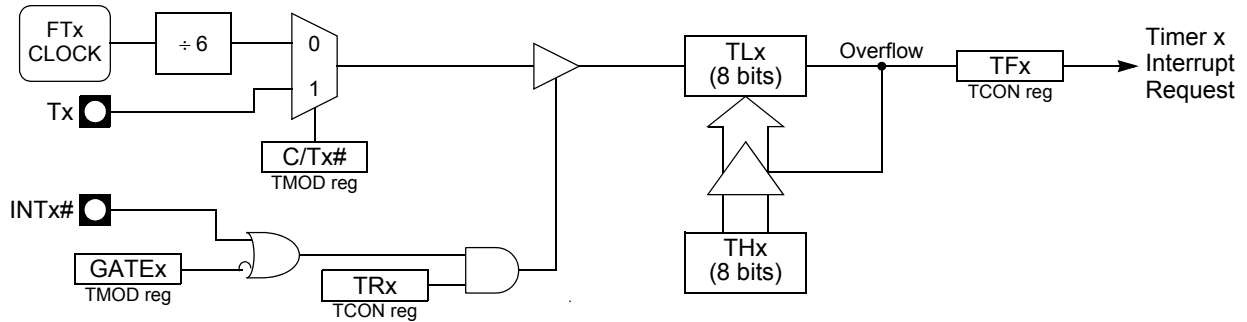 FTx
CLOCK
÷ 6
0
1
Tx
C/Tx#
TMOD reg
TLx
(8 bits)
Overflow
TFx
TCON reg
Timer x
Interrupt
Request
INTx#
GATEx
TMOD reg
TRx
TCON reg
THx
(8 bits)